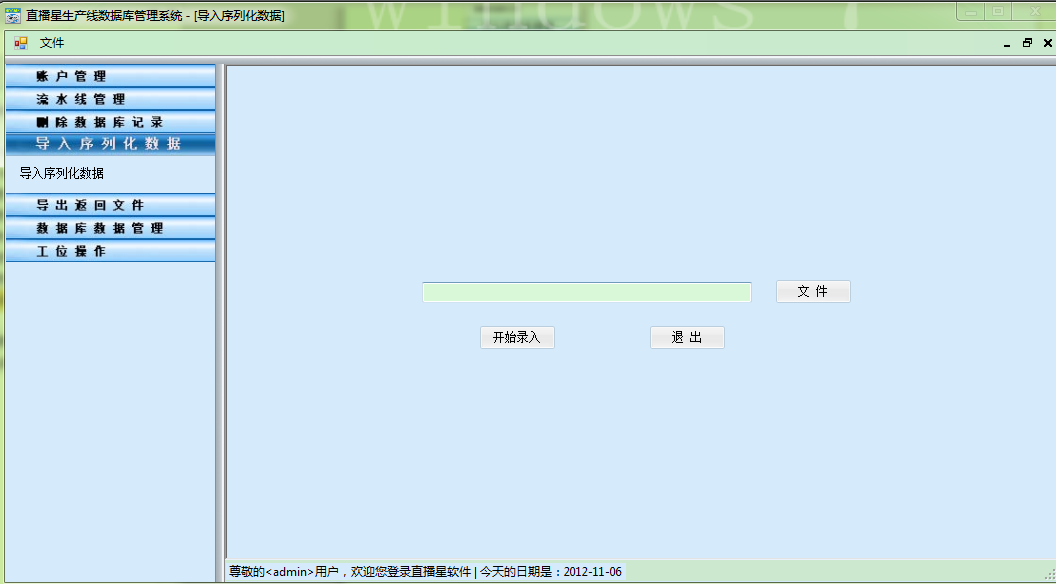 直播星生产线数据库管理系统 - [导入序列化数据]
windows 7
文件
账户管理
流水线管理
删除数据库记录
导入序列化数据
导入序列化数据
导出返回文件
数据库数据管理
工位操作
文 件
开始录入
退 出
尊敬的<admin>用户，欢迎您登录直播星软件 | 今天的日期是：2012-11-06